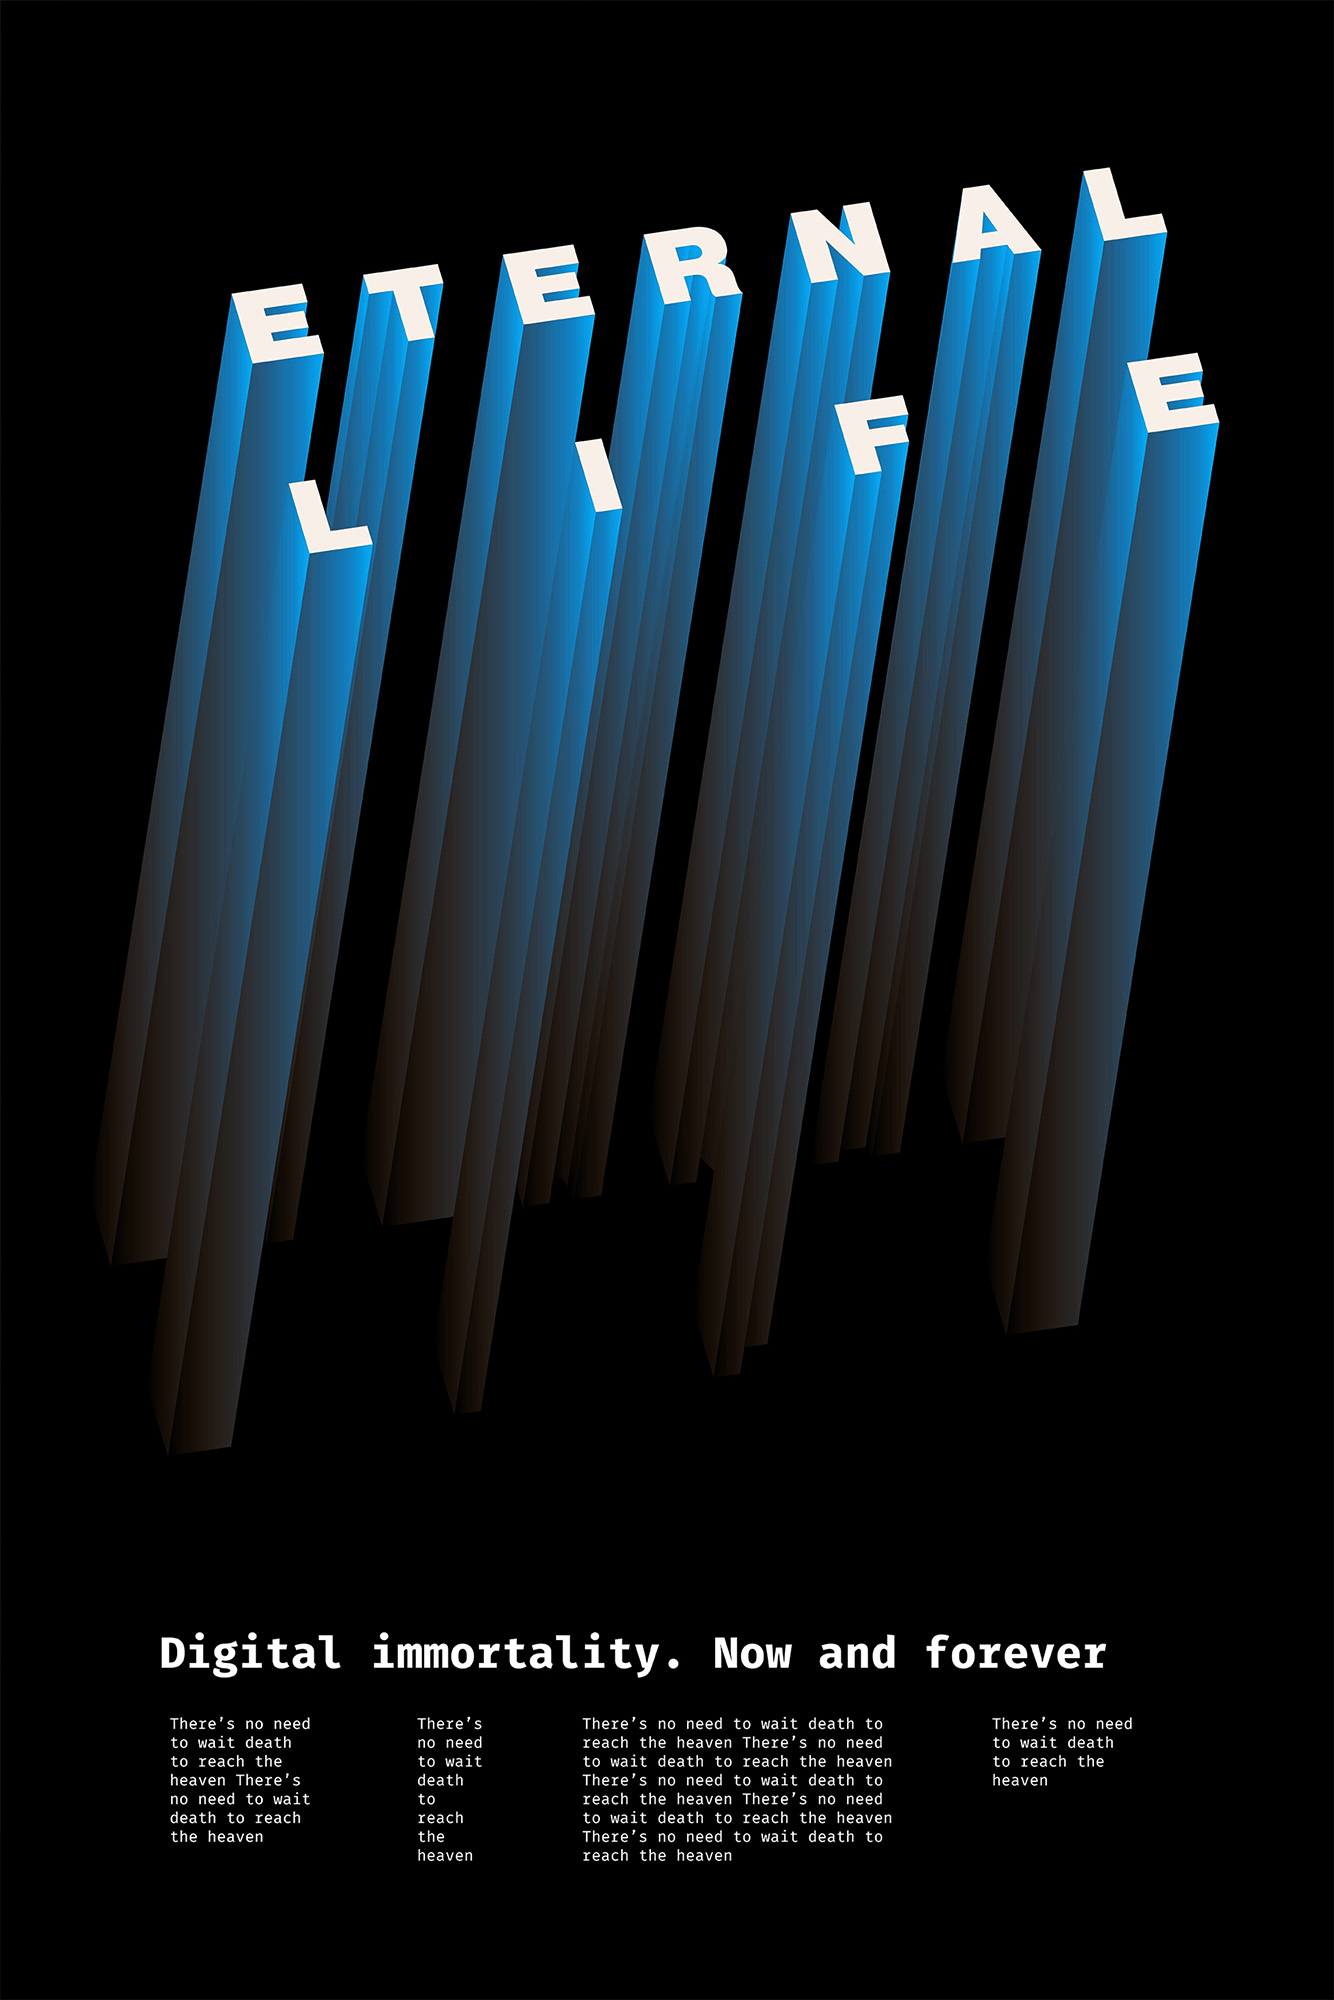 ETERNAL
LIFE
Digital immortality. Now and forever
There’s no need
to wait death
to reach the
heaven There’s
no need to wait
death to reach
the heaven
There’s
no need
to wait
death
to
reach
the
heaven
There’s no need to wait death to
reach the heaven There’s no need
to wait death to reach the heaven
There’s no need to wait death to
reach the heaven There’s no need
to wait death to reach the heaven
There’s no need to wait death to
reach the heaven
There’s no need
to wait death
to reach the
heaven